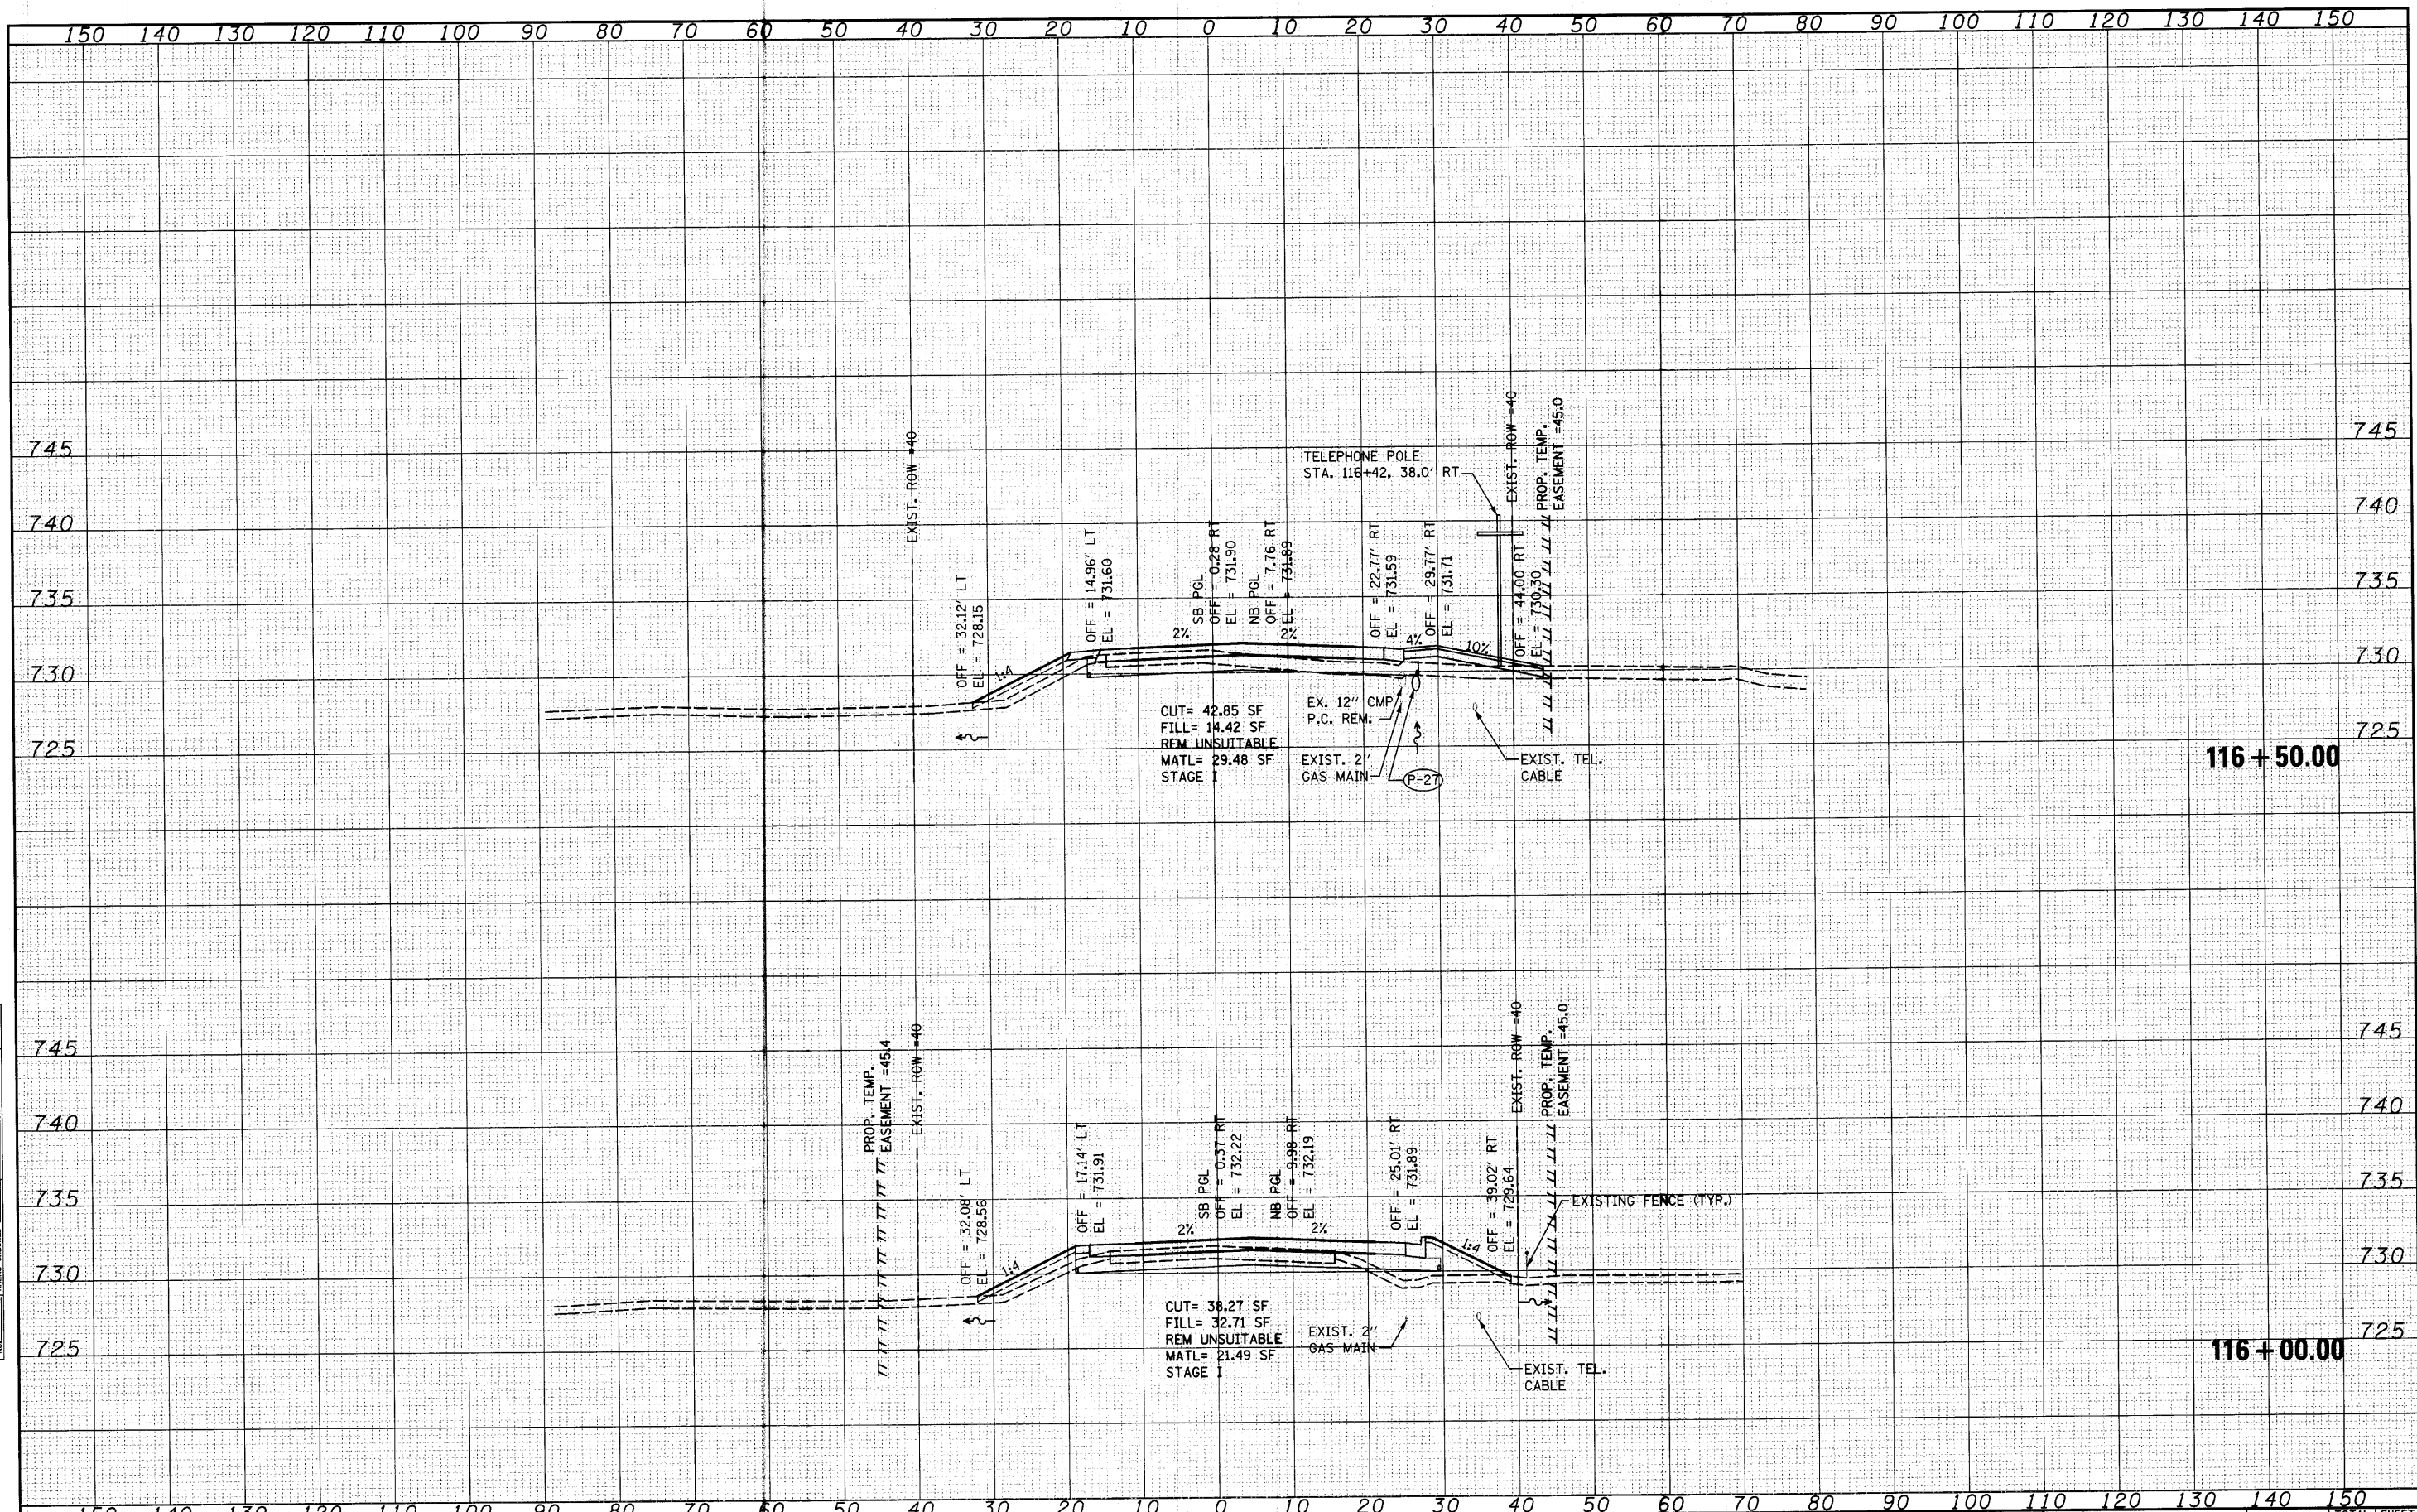 150 140 130 120 110 100 90 80 70 60 50 40 30 20 10 0 10 20 30 40 50 60 70 80 90 100 110 120 130 140 150
745 745
740 740
735 735
730 730
725 725
EXIST. ROW =40
OFF = 32.12' LT
EL = 728.15
1:4
OFF = 14.96' LT
EL = 731.60
2%
SB PGL
OFF = 0.28 RT
EL = 731.90
NB PGL
OFF = 7.76 RT
EL = 731.89
2%
TELEPHONE POLE
STA. 116+42, 38.0' RT
OFF = 22.77' RT
EL = 731.59
4%
OFF = 29.77' RT
EL = 731.71
10%
EXIST. ROW =40
OFF = 44.00 RT
EL = 730.30
PROP. TEMP.
EASEMENT =45.0
CUT= 42.85 SF
FILL= 14.42 SF
REM UNSUITABLE
MATL= 29.48 SF
STAGE I
EX. 12" CMP
P.C. REM.
EXIST. 2"
GAS MAIN
P-27
EXIST. TEL.
CABLE
116 + 50.00
745 745
740 740
735 735
730 730
725 725
PROP. TEMP.
EASEMENT =45.4
EXIST. ROW =40
OFF = 32.08' LT
EL = 728.56
1:4
OFF = 17.14' LT
EL = 731.91
2%
SB PGL
OFF = 0.37 RT
EL = 732.22
NB PGL
OFF = 9.98 RT
EL = 732.19
2%
OFF = 25.01' RT
EL = 731.89
1:4
OFF = 39.02' RT
EL = 729.64
EXIST. ROW =40
PROP. TEMP.
EASEMENT =45.0
EXISTING FENCE (TYP.)
CUT= 38.27 SF
FILL= 32.71 SF
REM UNSUITABLE
MATL= 21.49 SF
STAGE I
EXIST. 2"
GAS MAIN
EXIST. TEL.
CABLE
116 + 00.00
150 140 130 120 110 100 90 80 70 60 50 40 30 20 10 0 10 20 30 40 50 60 70 80 90 100 110 120 130 140 150
TOTAL SHEET